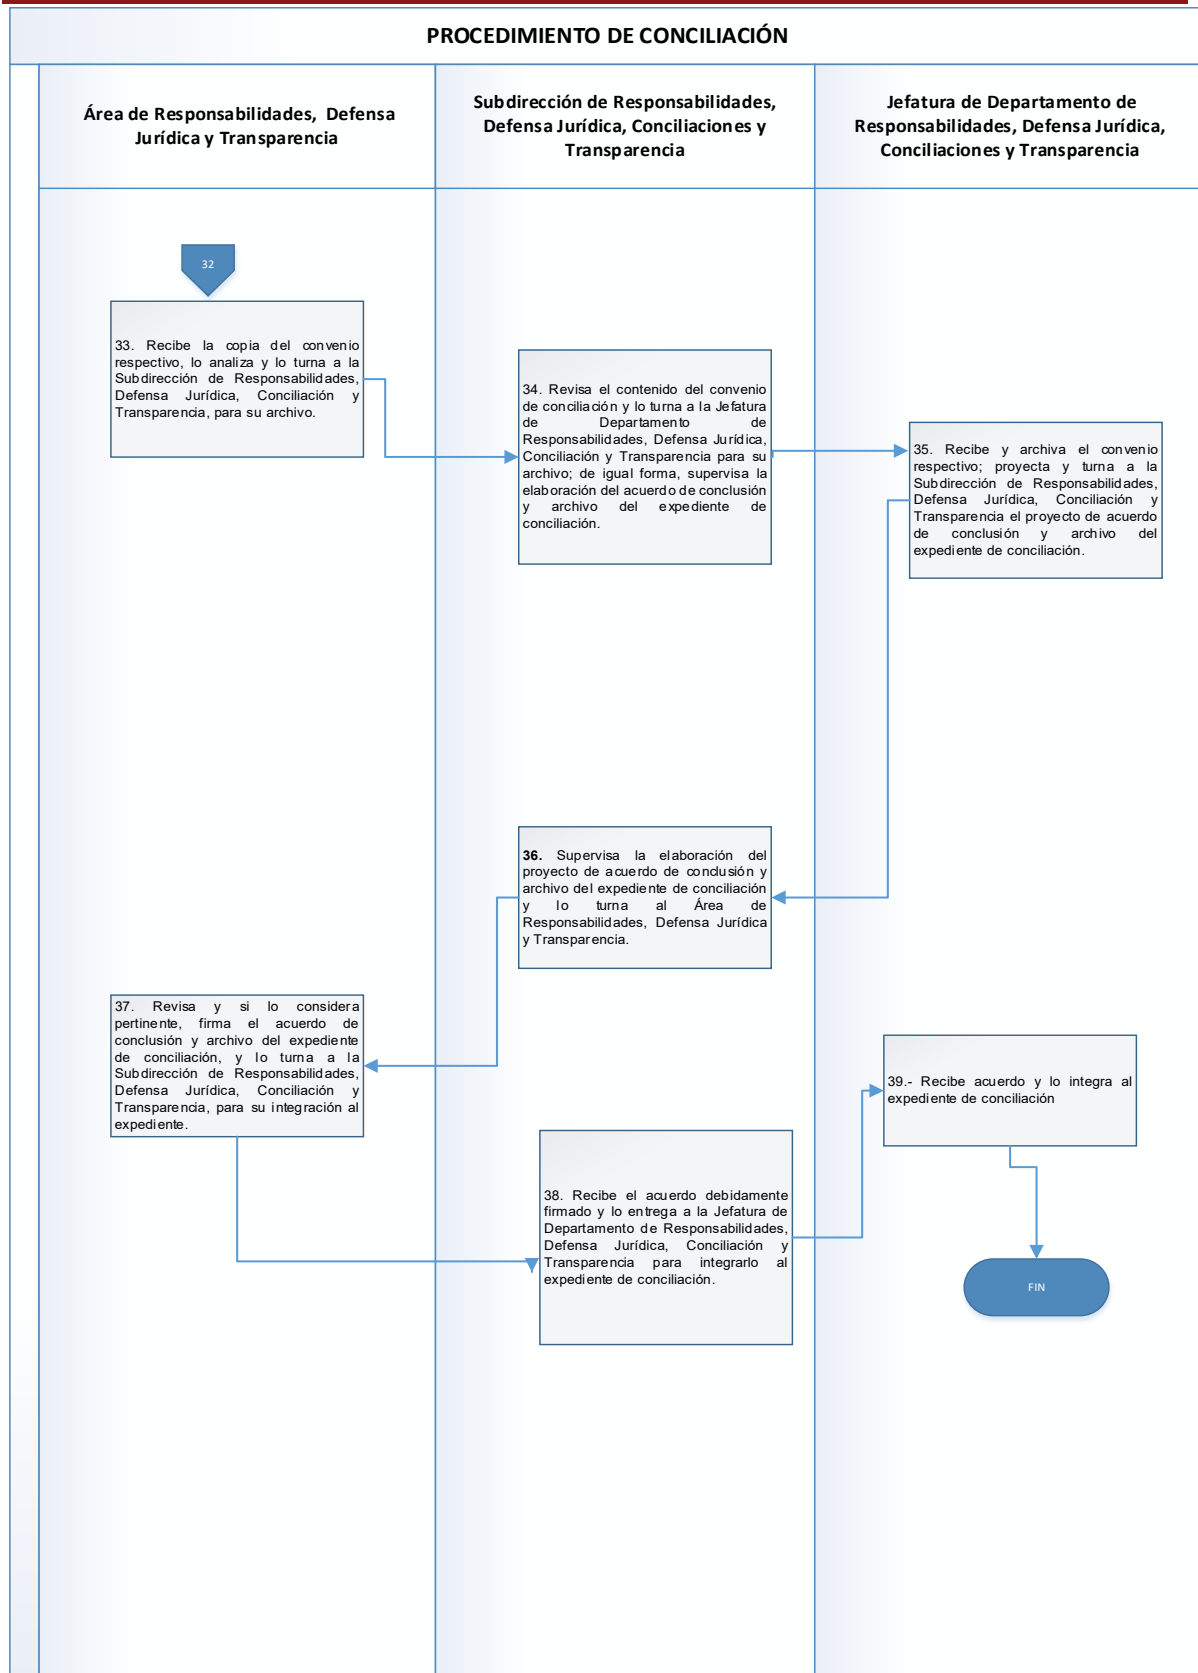 PROCEDIMIENTO DE CONCILIACIÓN
Área de Responsabilidades, Defensa
Jurídica y Transparencia
Subdirección de Responsabilidades,
Defensa Jurídica, Conciliaciones y
Transparencia
Jefatura de Departamento de
Responsabilidades, Defensa Jurídica,
Conciliaciones y Transparencia
32
33. Recibe la copia del convenio
respectivo, lo analiza y lo turna a la
Subdirección de Responsabilidades,
Defensa Jurídica, Conciliación y
Transparencia, para su archivo.
34. Revisa el contenido del convenio
de conciliación y lo turna a la Jefatura
de Departamento de
Responsabilidades, Defensa Jurídica,
Conciliación y Transparencia para su
archivo; de igual forma, supervisa la
elaboración del acuerdo de conclusión
y archivo del expediente de
conciliación.
35. Recibe y archiva el convenio
respectivo; proyecta y turna a la
Subdirección de Responsabilidades,
Defensa Jurídica, Conciliación y
Transparencia el proyecto de acuerdo
de conclusión y archivo del
expediente de conciliación.
36. Supervisa la elaboración del
proyecto de acuerdo de conclusión y
archivo del expediente de conciliación
y lo turna al Área de
Responsabilidades, Defensa Jurídica
y Transparencia.
37. Revisa y si lo considera
pertinente, firma el acuerdo de
conclusión y archivo del expediente
de conciliación, y lo turna a la
Subdirección de Responsabilidades,
Defensa Jurídica, Conciliación y
Transparencia, para su integración al
expediente.
38. Recibe el acuerdo debidamente
firmado y lo entrega a la Jefatura de
Departamento de Responsabilidades,
Defensa Jurídica, Conciliación y
Transparencia para integrarlo al
expediente de conciliación.
39.- Recibe acuerdo y lo integra al
expediente de conciliación
FIN